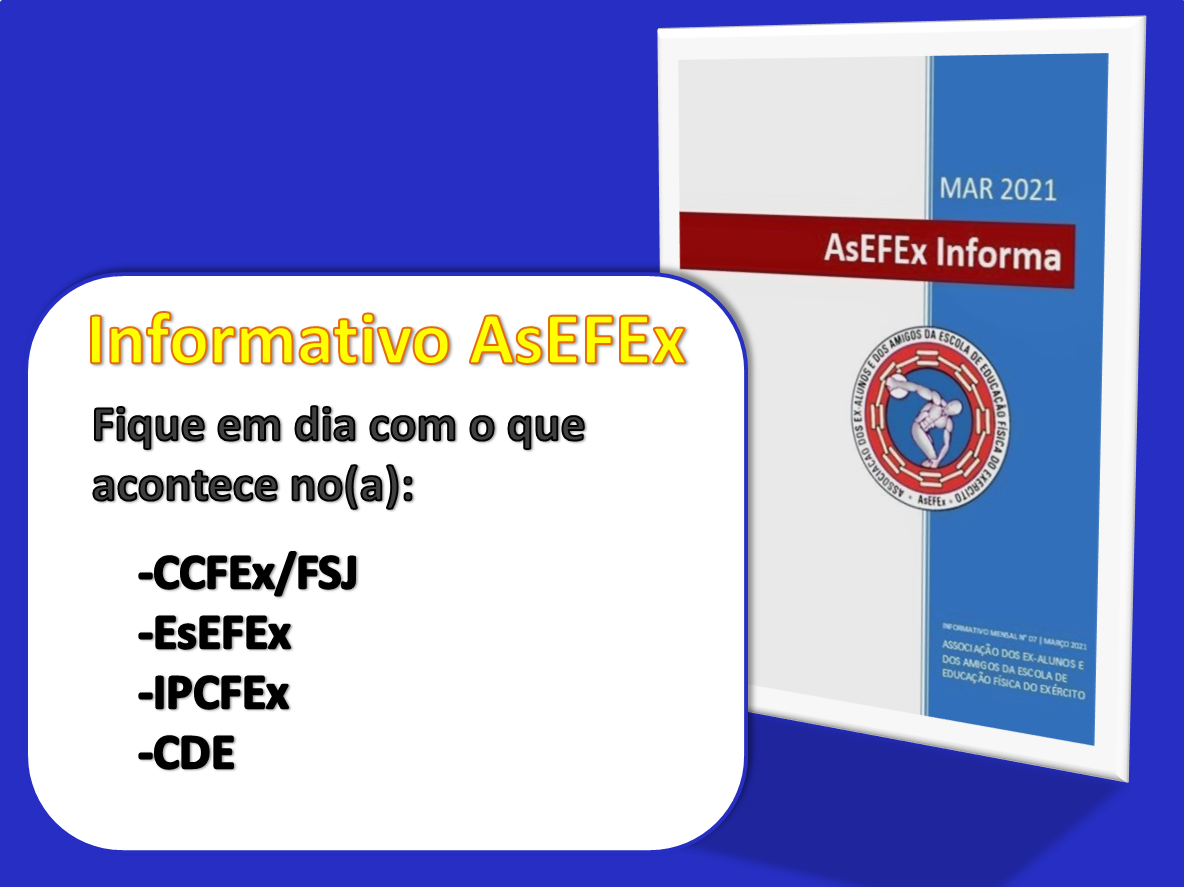 MAR 2021
AsEFEx Informa
ASSOCIAÇÃO DOS EX-ALUNOS E DOS AMIGOS DA ESCOLA DE EDUCAÇÃO FÍSICA DO EXÉRCITO
AsEFEx
INFORMATIVO MENSAL Nº 07 | MARÇO 2021
ASSOCIAÇÃO DOS EX-ALUNOS E
DOS AMIGOS DA ESCOLA DE
EDUCAÇÃO FÍSICA DO EXÉRCITO
Informativo AsEFEx
Fique em dia com o que
acontece no(a):
-CCFEx/FSJ
-EsEFEx
-IPCFEx
-CDE